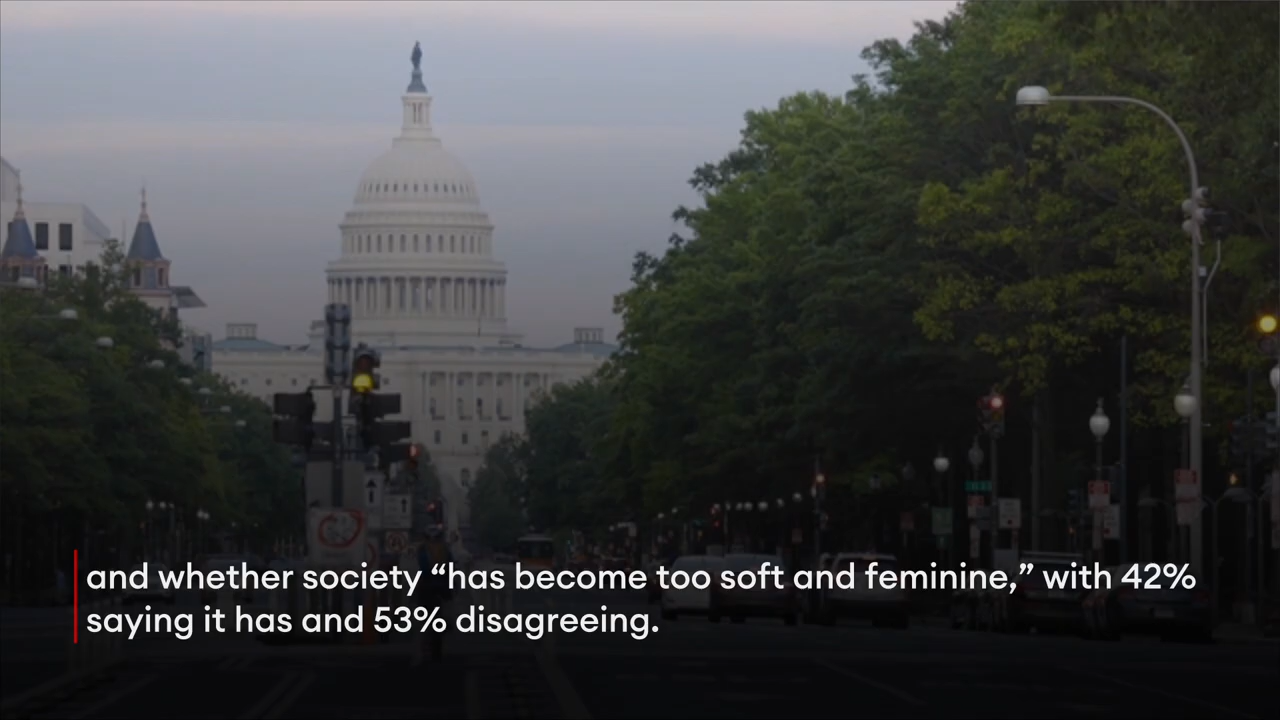 and whether society “has become too soft and feminine,” with 42%
saying it has and 53% disagreeing.